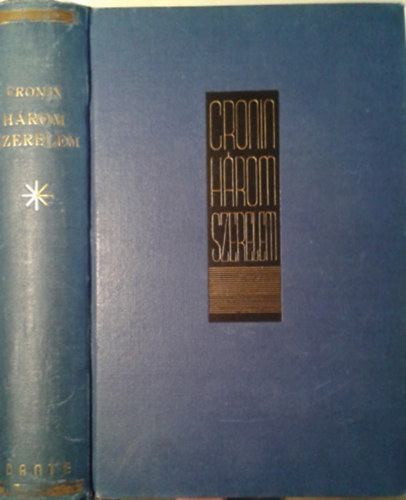 CRONIN
HÁROM
SZERELEM
DANTE
CRONIN
HÁROM
SZERELEM